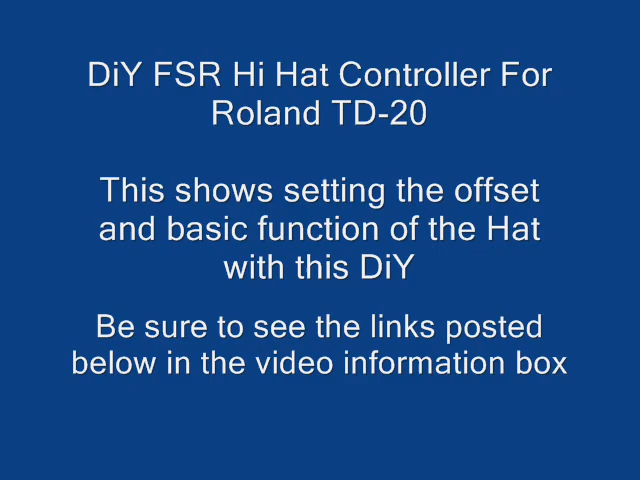 DiY FSR Hi Hat Controller For
Roland TD-20
This shows setting the offset
and basic function of the Hat
with this DiY
Be sure to see the links posted
below in the video information box